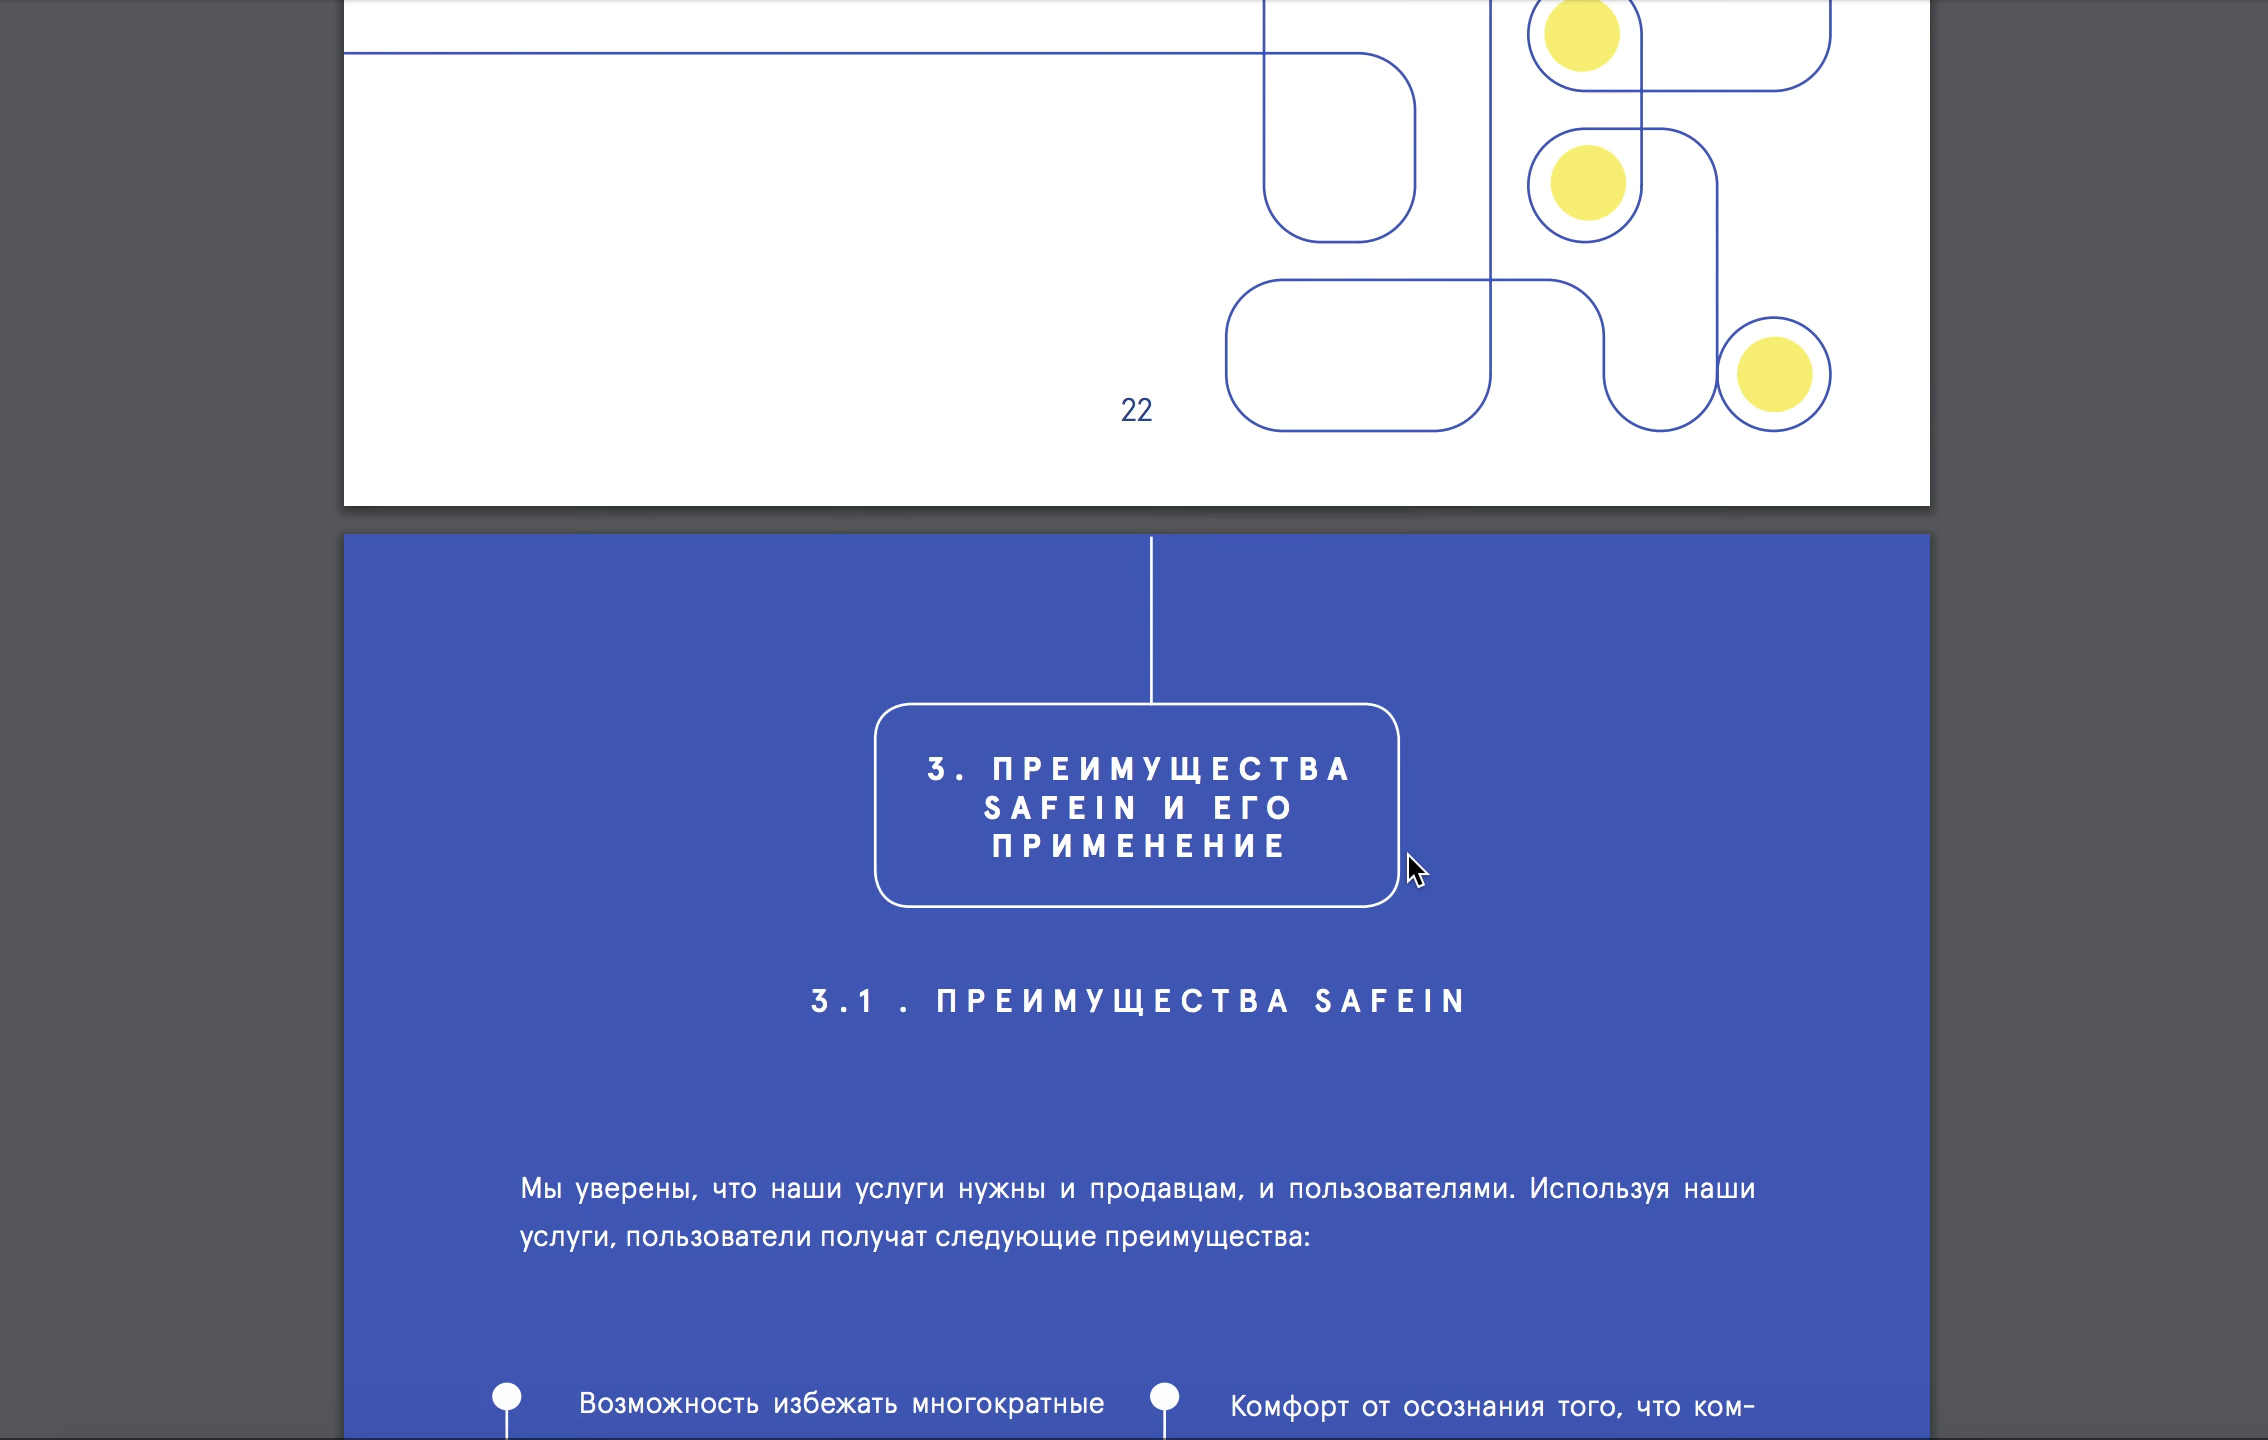 22
3. ПРЕИМУЩЕСТВА
SAFEIN И ЕГО
ПРИМЕНЕНИЕ
3.1 . ПРЕИМУЩЕСТВА SAFEIN
Мы уверены, что наши услуги нужны и продавцам, и пользователями. Используя наши
услуги, пользователи получат следующие преимущества:
Возможность избежать многократные
Комфорт от осознания того, что ком-